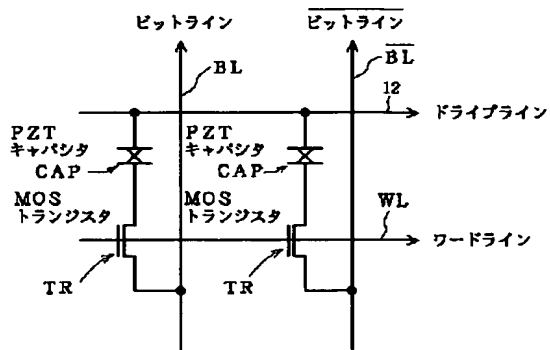 ビットライン
ビットライン
BL
BL
12
ドライブライン
PZT
キャパシタ
CAP
PZT
キャパシタ
CAP
MOS
トランジスタ
MOS
トランジスタ
WL
ワードライン
TR
TR